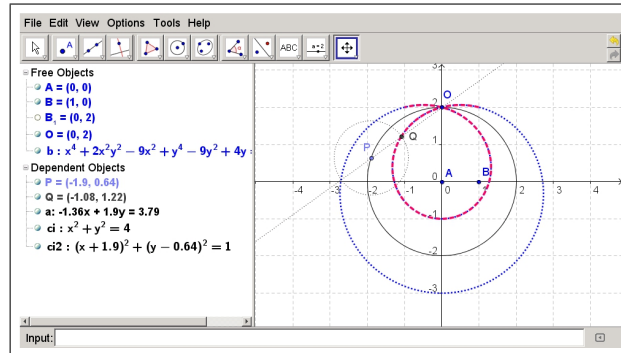 File Edit View Options Tools Help
A
ABC
a=2
Free Objects
A = (0, 0)
B = (1, 0)
B₁ = (0, 2)
O = (0, 2)
b : x⁴ + 2x²y² − 9x² + y⁴ − 9y² + 4y
Dependent Objects
P = (-1.9, 0.64)
Q = (-1.08, 1.22)
a: -1.36x + 1.9y = 3.79
ci : x² + y² = 4
ci2 : (x + 1.9)² + (y − 0.64)² = 1
3
O
2
Q
P
1
A
B
0
-4
-3
-2
-1
0
2
3
4
-1
-2
-3
Input: